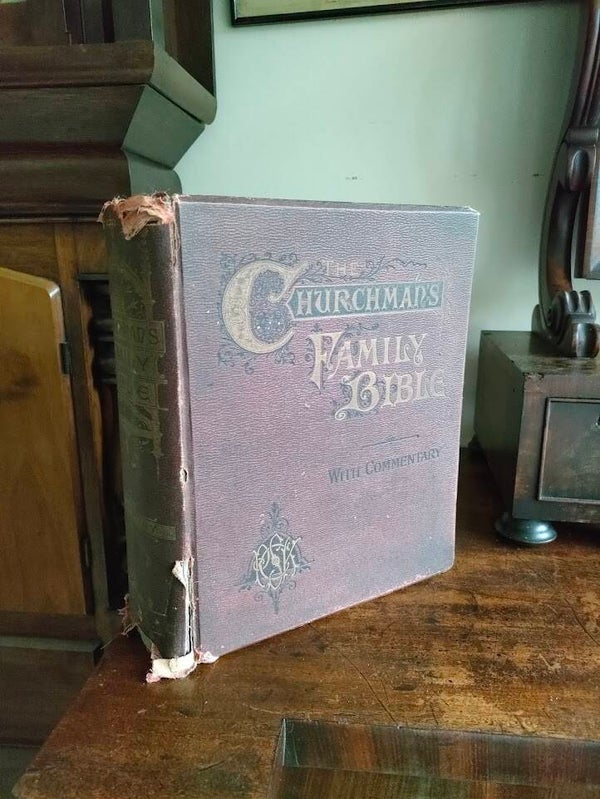 THE
CHURCHMAN'S
FAMILY
BIBLE
WITH COMMENTARY